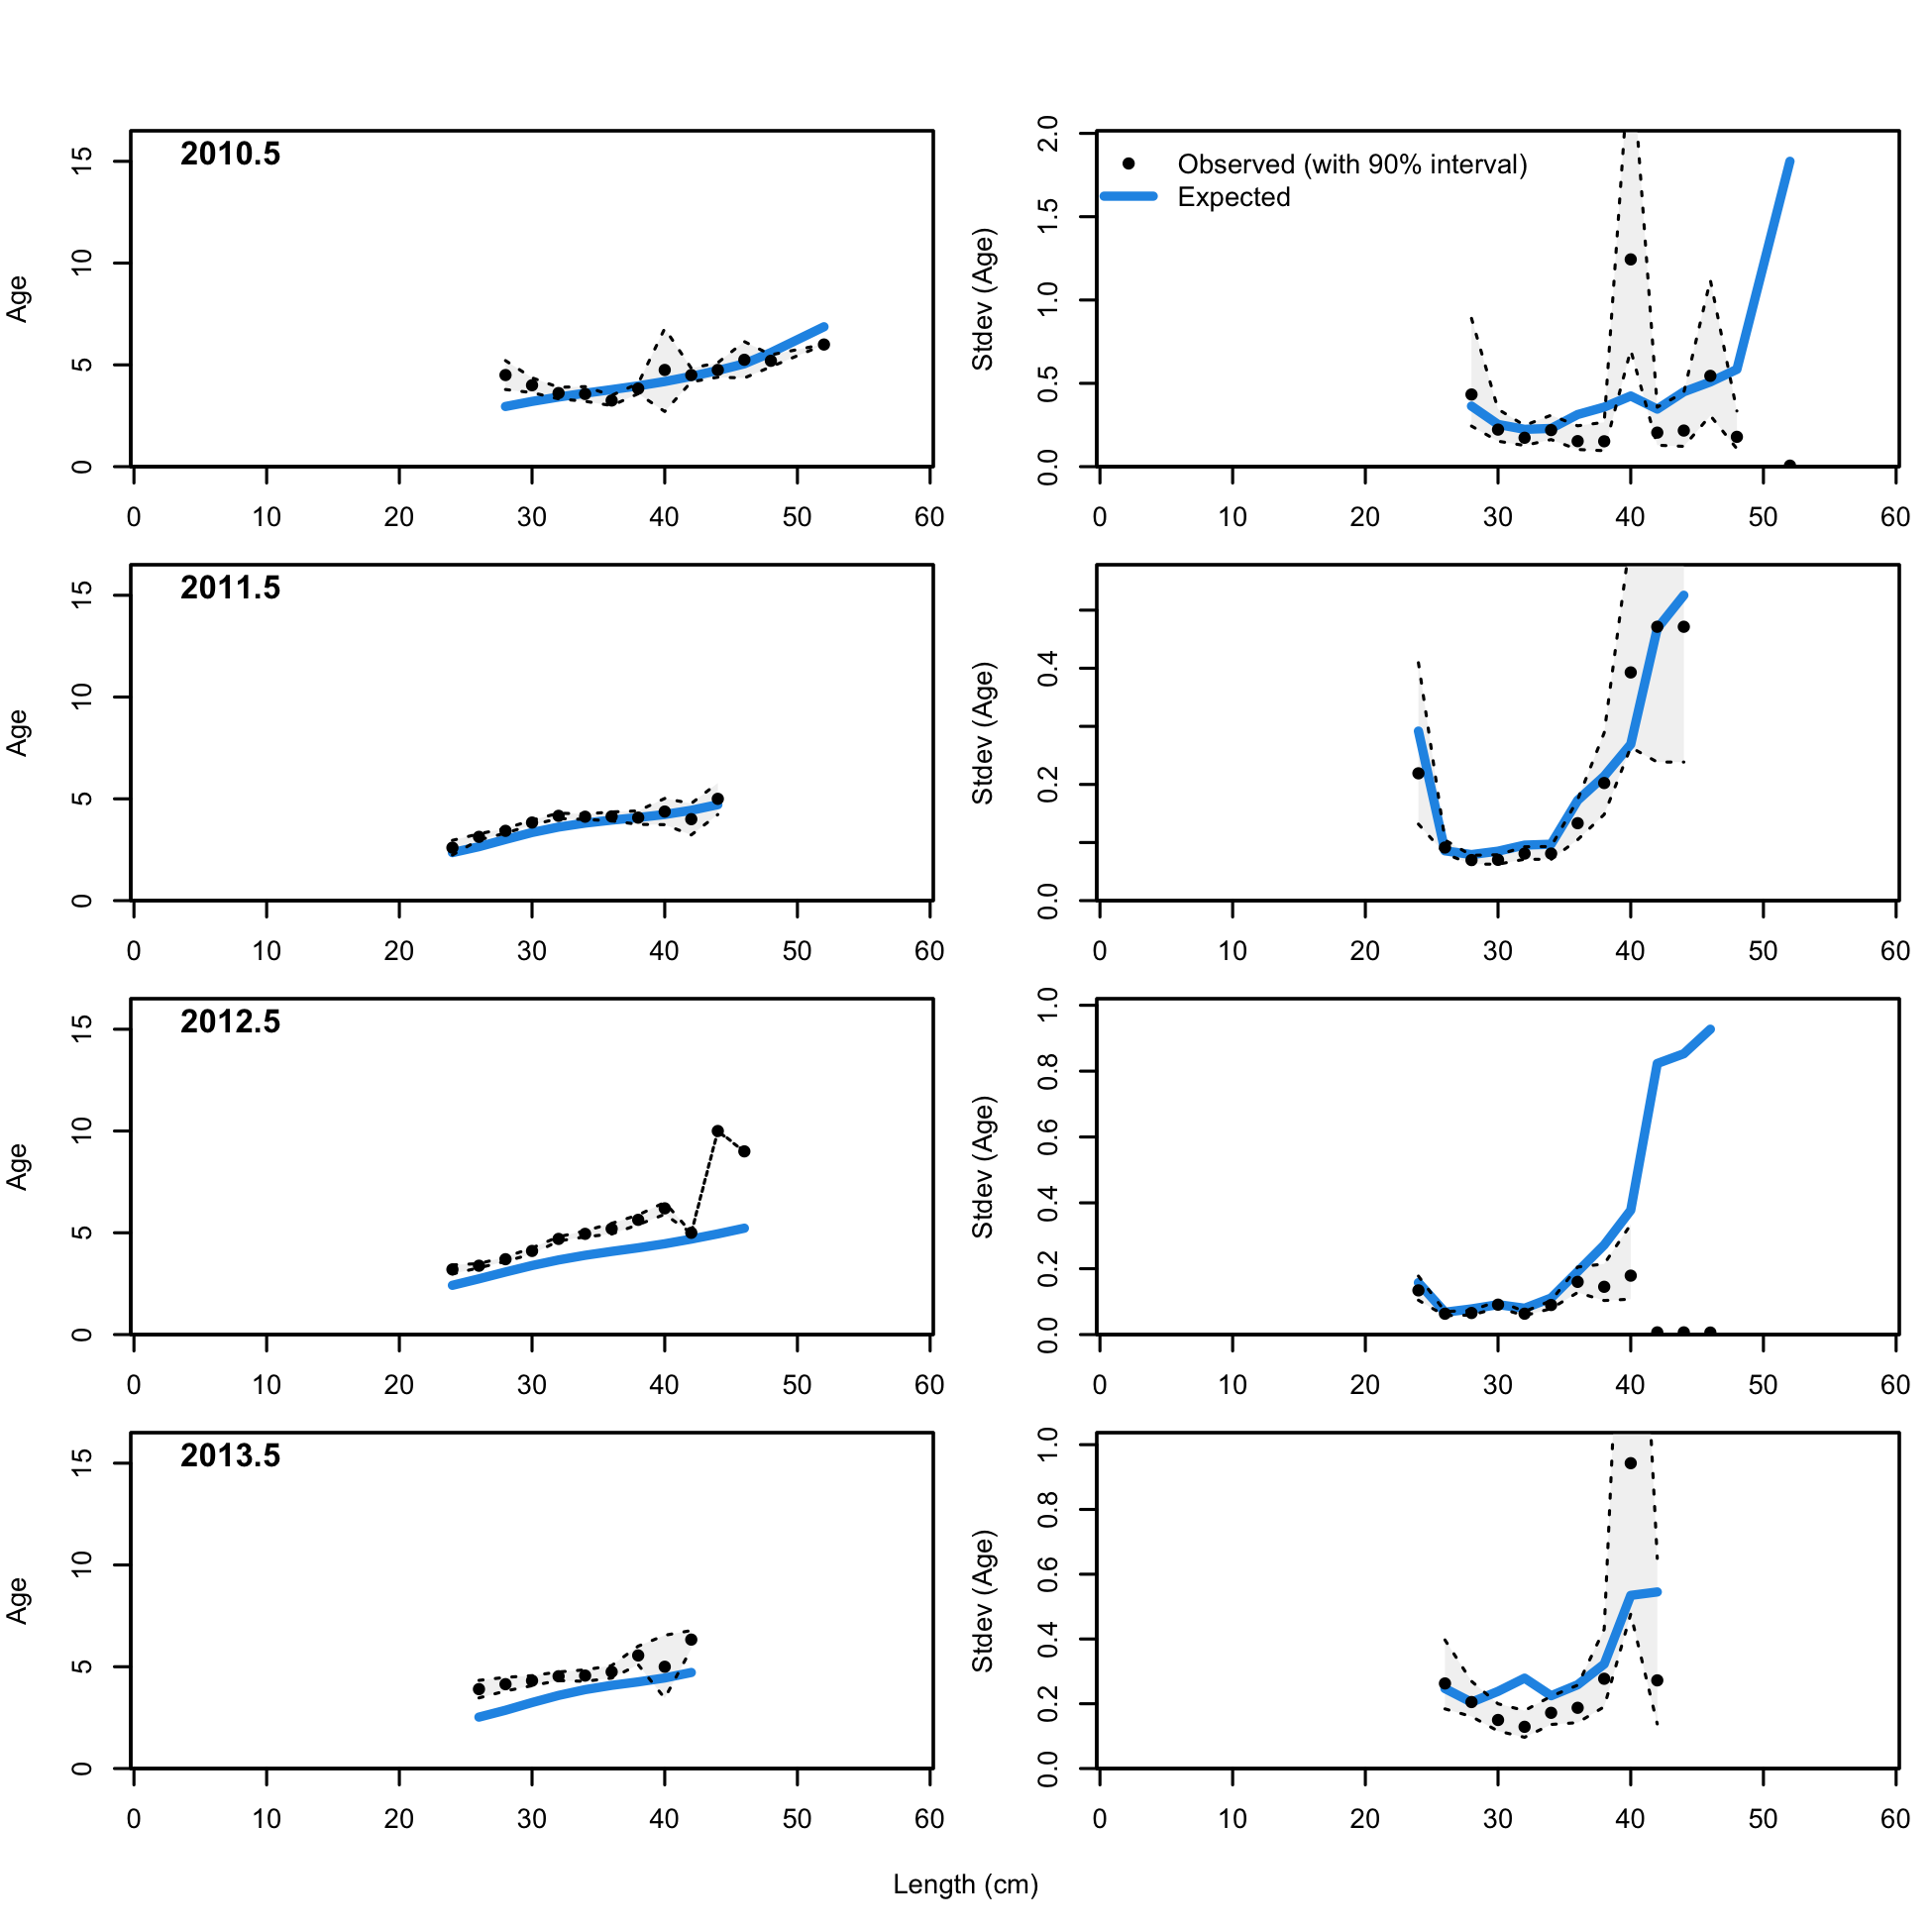 2010.5
Age
0 5 10 15
0 10 20 30 40 50 60
Observed (with 90% interval)
Expected
Stdev (Age)
0.0 0.5 1.0 1.5 2.0
0 10 20 30 40 50 60
2011.5
Age
0 5 10 15
0 10 20 30 40 50 60
Stdev (Age)
0.0 0.2 0.4
0 10 20 30 40 50 60
2012.5
Age
0 5 10 15
0 10 20 30 40 50 60
Stdev (Age)
0.0 0.2 0.4 0.6 0.8 1.0
0 10 20 30 40 50 60
2013.5
Age
0 5 10 15
0 10 20 30 40 50 60
Stdev (Age)
0.0 0.2 0.4 0.6 0.8 1.0
0 10 20 30 40 50 60
Length (cm)